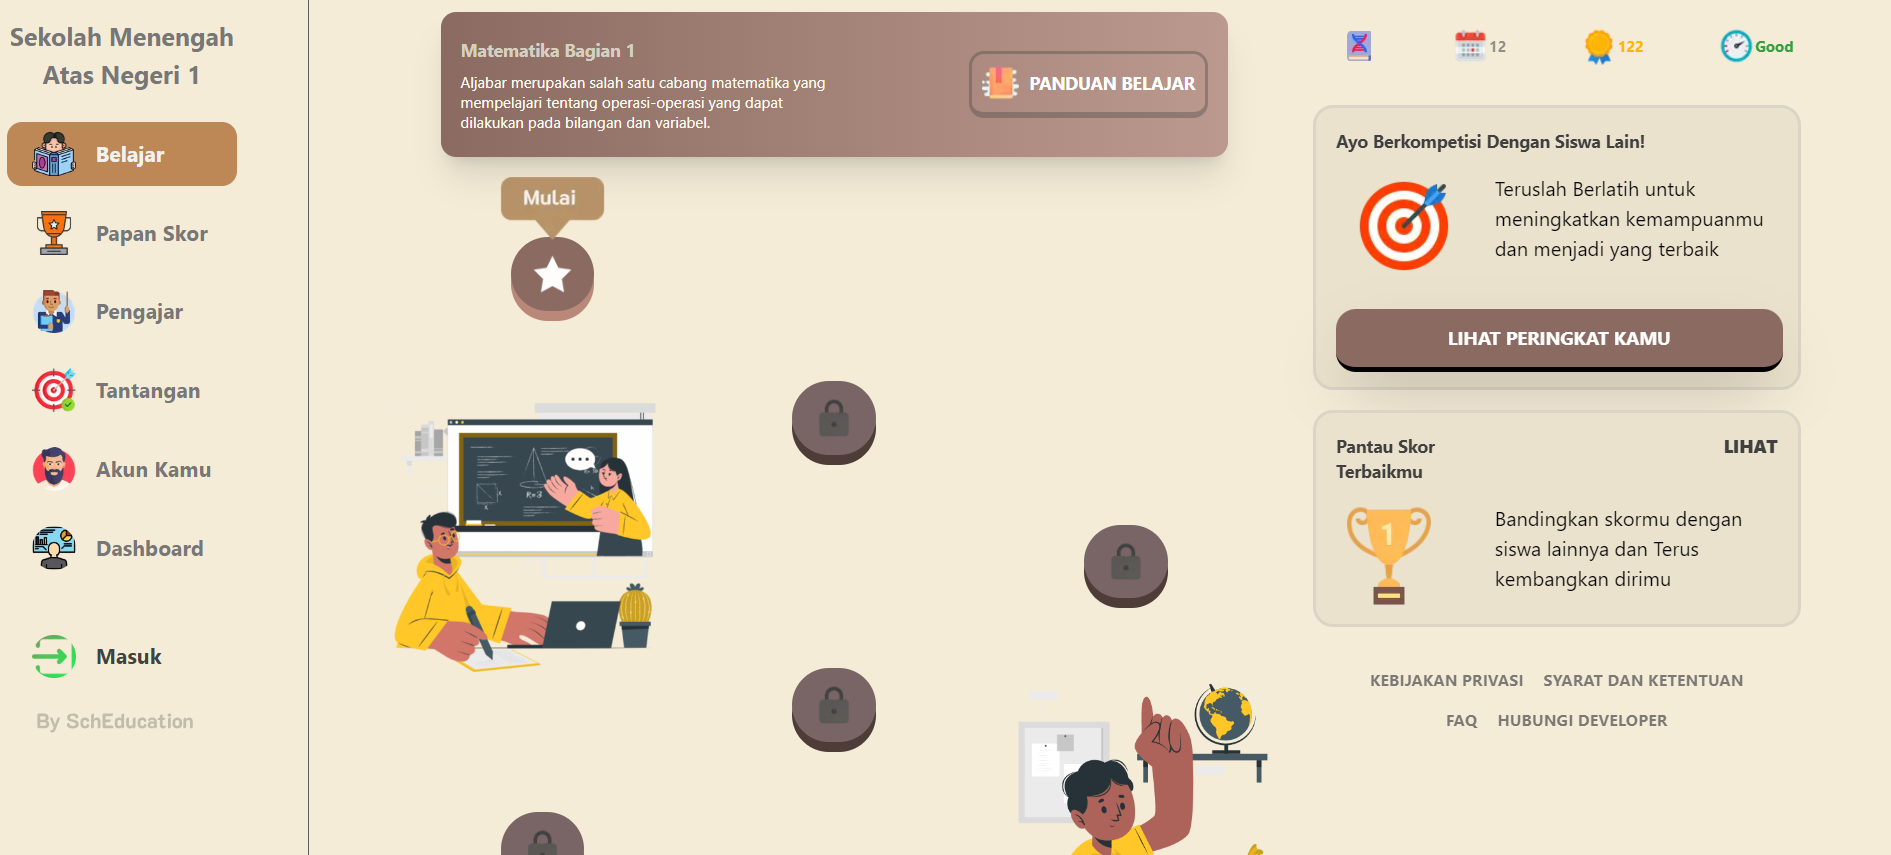 Sekolah Menengah
Atas Negeri 1
Belajar
Papan Skor
Pengajar
Tantangan
Akun Kamu
Dashboard
Masuk
By SchEducation
Matematika Bagian 1
Aljabar merupakan salah satu cabang matematika yang
mempelajari tentang operasi-operasi yang dapat
dilakukan pada bilangan dan variabel.
PANDUAN BELAJAR
Mulai
R=3
12
122
Good
Ayo Berkompetisi Dengan Siswa Lain!
Teruslah Berlatih untuk
meningkatkan kemampuanmu
dan menjadi yang terbaik
LIHAT PERINGKAT KAMU
Pantau Skor
Terbaikmu
LIHAT
1
Bandingkan skormu dengan
siswa lainnya dan Terus
kembangkan dirimu
KEBIJAKAN PRIVASI SYARAT DAN KETENTUAN
FAQ HUBUNGI DEVELOPER